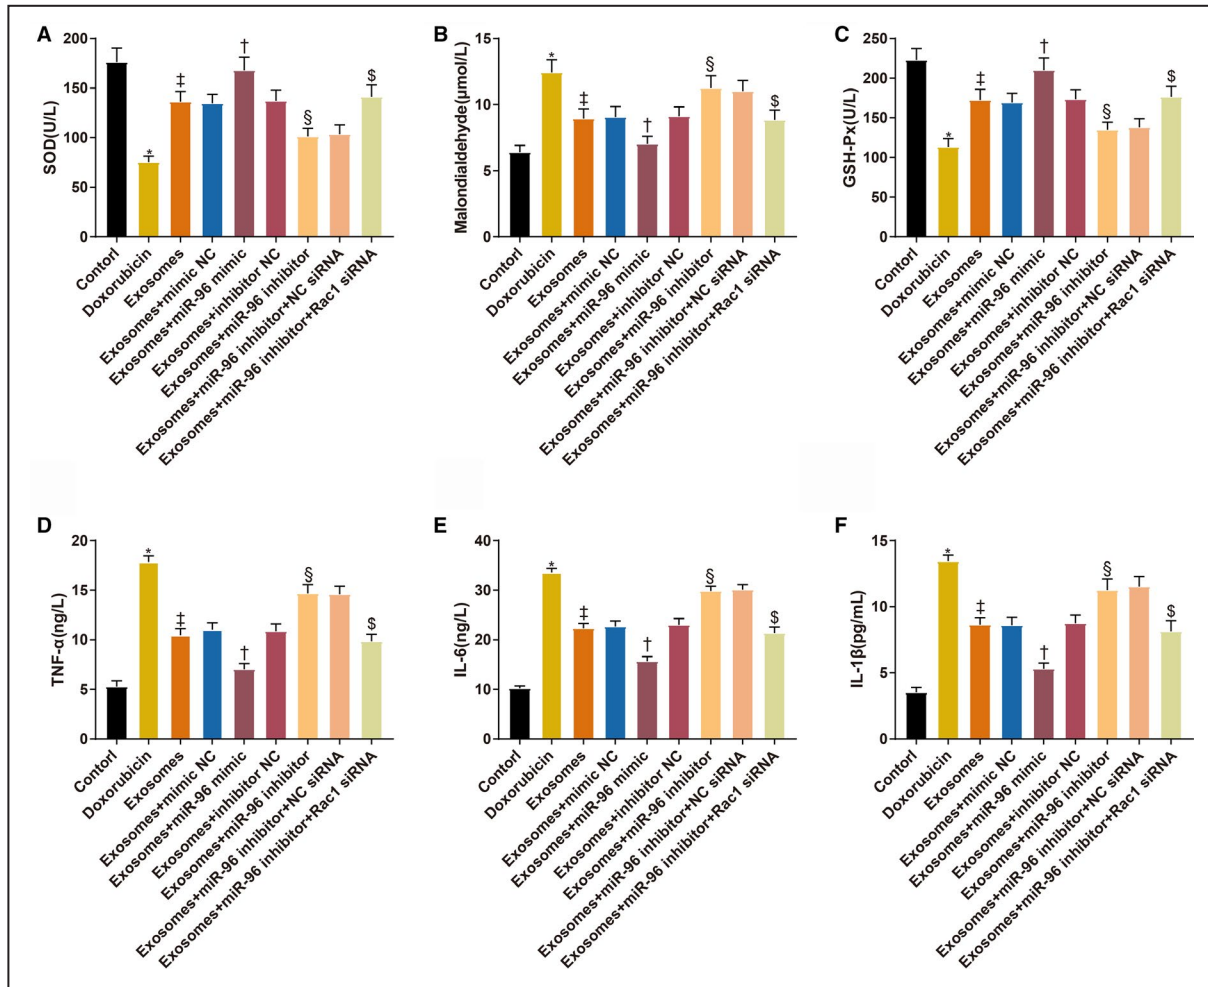 A
SOD(U/L)
200
150
100
50
0
*
‡
†
§
$
Contorl
Doxorubicin
Exosomes
Exosomes+mimic NC
Exosomes+miR-96 mimic
Exosomes+inhibitor NC
Exosomes+miR-96 inhibitor
Exosomes+miR-96 inhibitor+NC siRNA
Exosomes+miR-96 inhibitor+Rac1 siRNA
B
Malondialdehyde(μmol/L)
15
10
5
0
*
‡
†
§
$
Contorl
Doxorubicin
Exosomes
Exosomes+mimic NC
Exosomes+miR-96 mimic
Exosomes+inhibitor NC
Exosomes+miR-96 inhibitor
Exosomes+miR-96 inhibitor+NC siRNA
Exosomes+miR-96 inhibitor+Rac1 siRNA
C
GSH-Px(U/L)
250
200
150
100
50
0
*
‡
†
§
$
Contorl
Doxorubicin
Exosomes
Exosomes+mimic NC
Exosomes+miR-96 mimic
Exosomes+inhibitor NC
Exosomes+miR-96 inhibitor
Exosomes+miR-96 inhibitor+NC siRNA
Exosomes+miR-96 inhibitor+Rac1 siRNA
D
TNF-α(ng/L)
20
15
10
5
0
*
‡
†
§
$
Contorl
Doxorubicin
Exosomes
Exosomes+mimic NC
Exosomes+miR-96 mimic
Exosomes+inhibitor NC
Exosomes+miR-96 inhibitor
Exosomes+miR-96 inhibitor+NC siRNA
Exosomes+miR-96 inhibitor+Rac1 siRNA
E
IL-6(ng/L)
40
30
20
10
0
*
‡
†
§
$
Contorl
Doxorubicin
Exosomes
Exosomes+mimic NC
Exosomes+miR-96 mimic
Exosomes+inhibitor NC
Exosomes+miR-96 inhibitor
Exosomes+miR-96 inhibitor+NC siRNA
Exosomes+miR-96 inhibitor+Rac1 siRNA
F
IL-1β(pg/mL)
15
10
5
0
*
‡
†
§
$
Contorl
Doxorubicin
Exosomes
Exosomes+mimic NC
Exosomes+miR-96 mimic
Exosomes+inhibitor NC
Exosomes+miR-96 inhibitor
Exosomes+miR-96 inhibitor+NC siRNA
Exosomes+miR-96 inhibitor+Rac1 siRNA